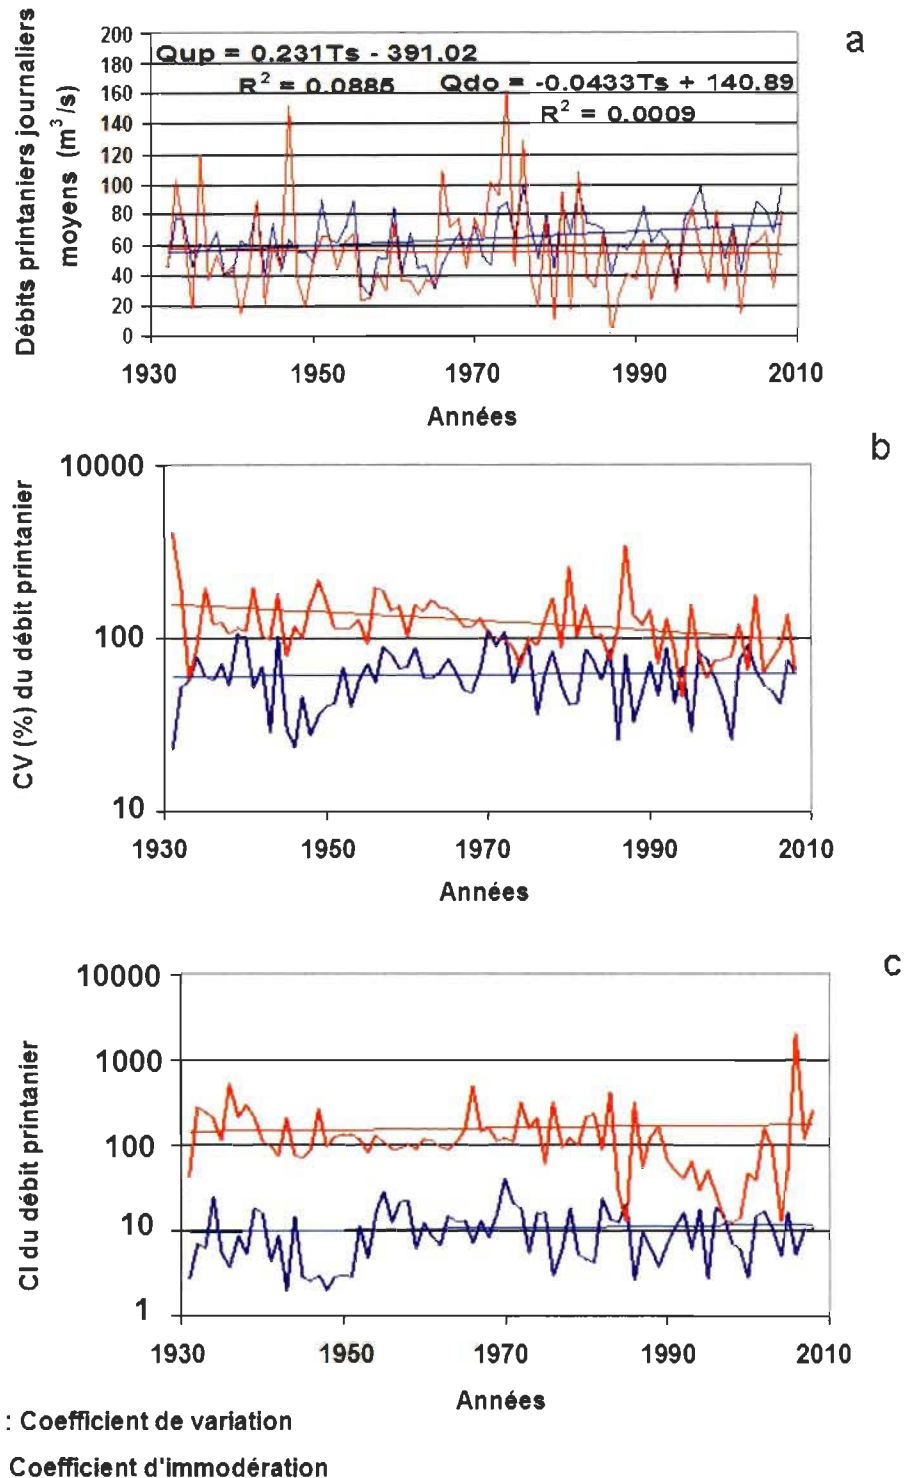 a
Débits printaniers journaliers
moyens (m³/s)
200
180
160
140
120
100
80
60
40
20
0
Qup = 0.231Ts - 391.02
R² = 0.0885
Qdo = -0.0433Ts + 140.89
R² = 0.0009
1930 1950 1970 1990 2010
Années
b
CV (%) du débit printanier
10000
100
10
1930 1950 1970 1990 2010
Années
c
CI du débit printanier
10000
1000
100
10
1
1930 1950 1970 1990 2010
Années
: Coefficient de variation
Coefficient d'immodération